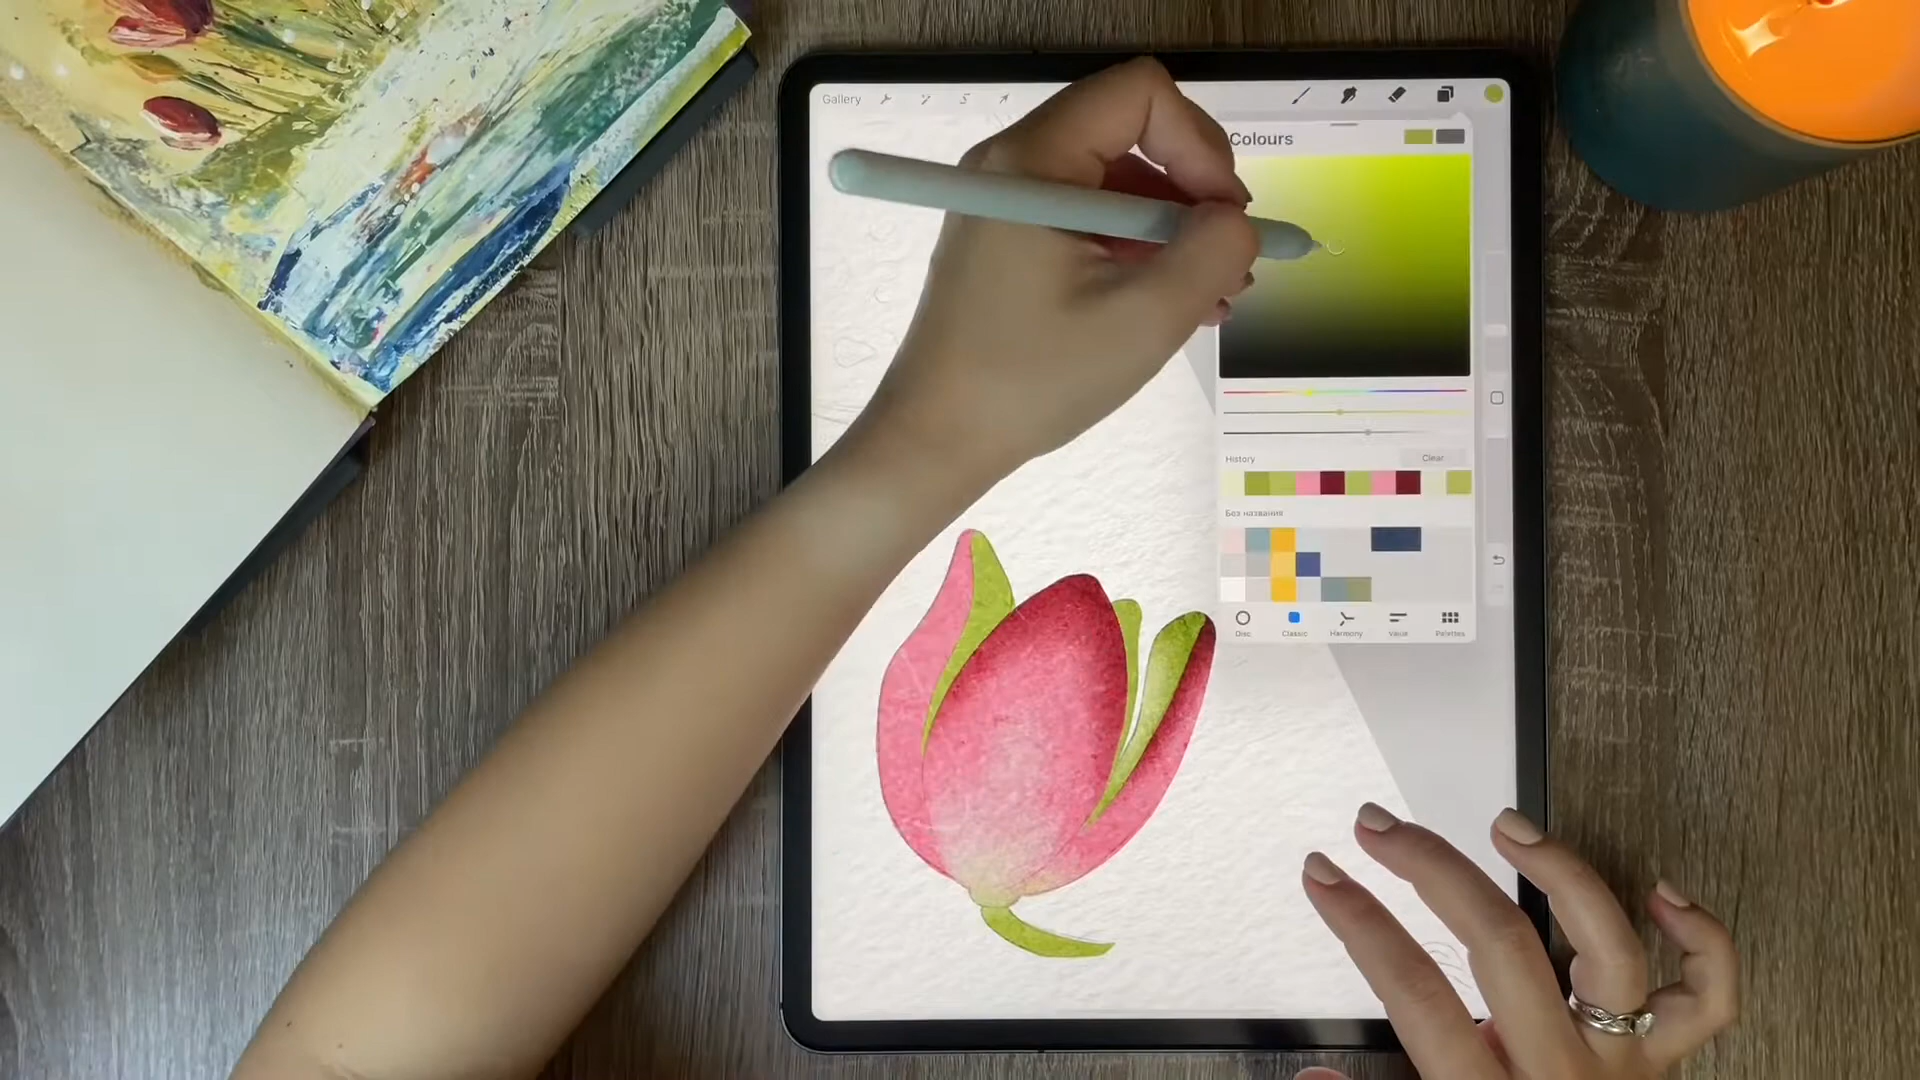 Gallery
Colours
History
Clear
Без названия
Disc
Classic
Harmony
Value
Palettes